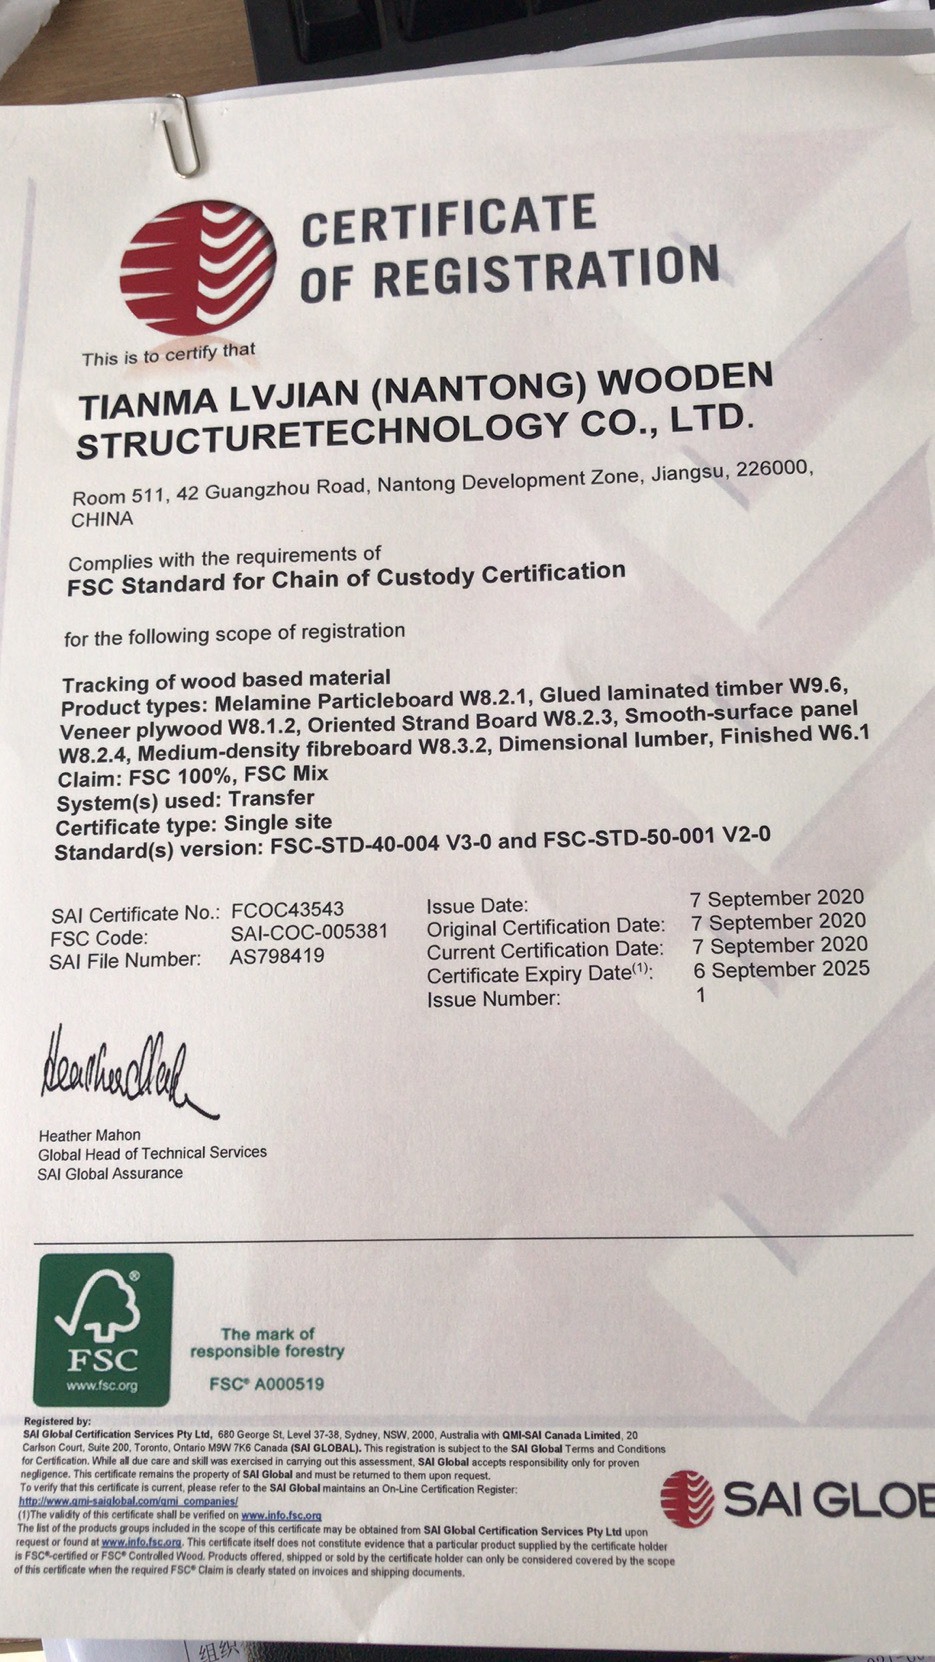 CERTIFICATE
OF REGISTRATION
This is to certify that
TIANMA LVJIAN (NANTONG) WOODEN
STRUCTURETECHNOLOGY CO., LTD.
Room 511, 42 Guangzhou Road, Nantong Development Zone, Jiangsu, 226000,
CHINA
Complies with the requirements of
FSC Standard for Chain of Custody Certification
for the following scope of registration
Tracking of wood based material
Product types: Melamine Particleboard W8.2.1, Glued laminated timber W9.6,
Veneer plywood W8.1.2, Oriented Strand Board W8.2.3, Smooth-surface panel
W8.2.4, Medium-density fibreboard W8.3.2, Dimensional lumber, Finished W6.1
Claim: FSC 100%, FSC Mix
System(s) used: Transfer
Certificate type: Single site
Standard(s) version: FSC-STD-40-004 V3-0 and FSC-STD-50-001 V2-0
SAI Certificate No.: FCOC43543
FSC Code: SAI-COC-005381
SAI File Number: AS798419
Issue Date: 7 September 2020
Original Certification Date: 7 September 2020
Current Certification Date: 7 September 2020
Certificate Expiry Date(1): 6 September 2025
Issue Number: 1
Heather Mahon
Global Head of Technical Services
SAI Global Assurance
FSC
www.fsc.org
The mark of
responsible forestry
FSC® A000519
Registered by:
SAI Global Certification Services Pty Ltd, 680 George St, Level 37-38, Sydney, NSW, 2000, Australia with QMI-SAI Canada Limited, 20
Carlson Court, Suite 200, Toronto, Ontario M9W 7K6 Canada (SAI GLOBAL). This registration is subject to the SAI Global Terms and Conditions
for Certification. While all due care and skill was exercised in carrying out this assessment, SAI Global accepts responsibility only for proven
negligence. This certificate remains the property of SAI Global and must be returned to them upon request.
To verify that this certificate is current, please refer to the SAI Global maintains an On-Line Certification Register:
http://www.qmi-saiglobal.com/qmi_companies/
(1)The validity of this certificate shall be verified on www.info.fsc.org
The list of the products groups included in the scope of this certificate may be obtained from SAI Global Certification Services Pty Ltd upon
request or found at www.info.fsc.org. This certificate itself does not constitute evidence that a particular product supplied by the certificate holder
is FSC®-certified or FSC® Controlled Wood. Products offered, shipped or sold by the certificate holder can only be considered covered by the scope
of this certificate when the required FSC® Claim is clearly stated on invoices and shipping documents.
SAI GLOB
组织